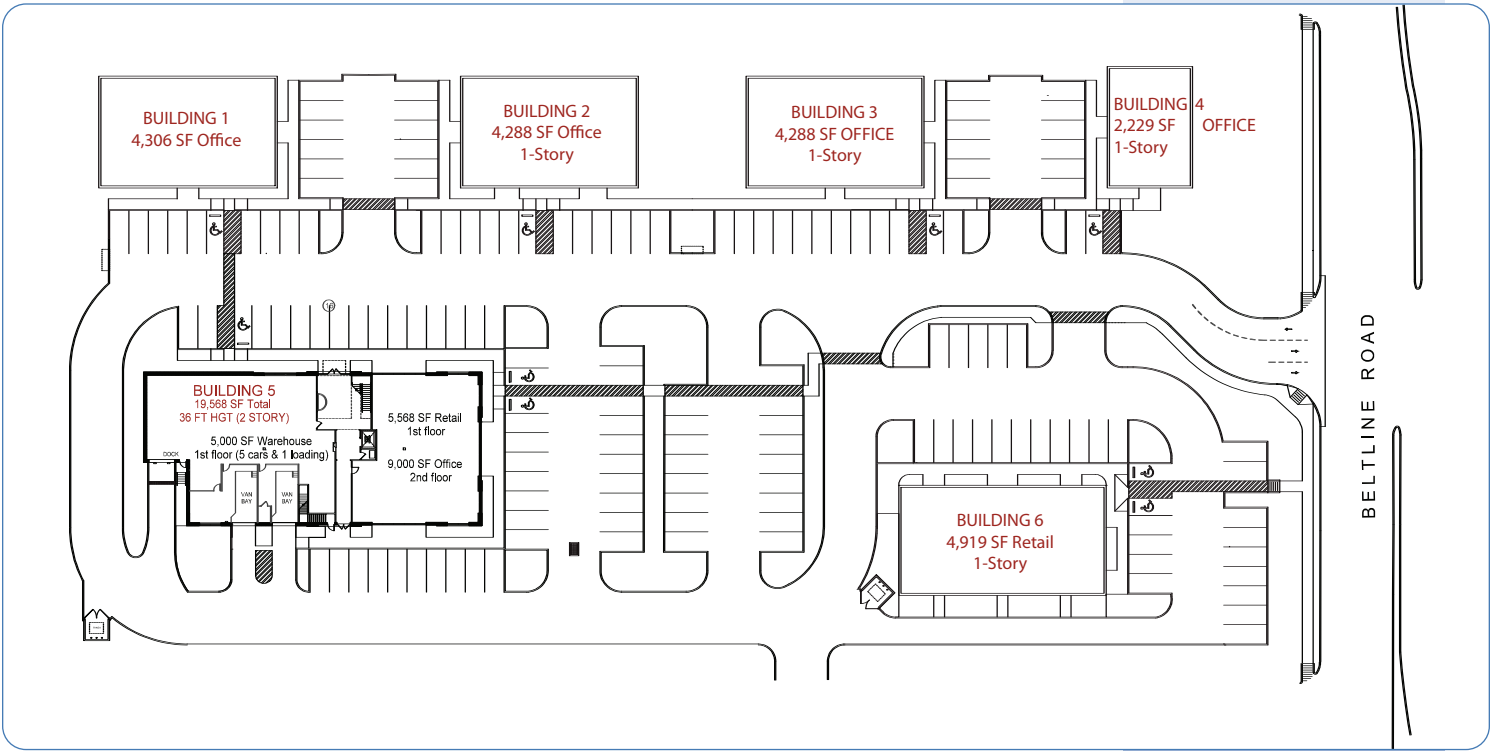 BUILDING 1
4,306 SF Office
BUILDING 2
4,288 SF Office
1-Story
BUILDING 3
4,288 SF OFFICE
1-Story
BUILDING 4
2,229 SF OFFICE
1-Story
BUILDING 5
19,568 SF Total
36 FT HGT (2 STORY)
5,000 SF Warehouse
1st floor (5 cars & 1 loading)
DOCK
VAN
BAY
VAN
BAY
5,568 SF Retail
1st floor
9,000 SF Office
2nd floor
BUILDING 6
4,919 SF Retail
1-Story
BELTLINE ROAD